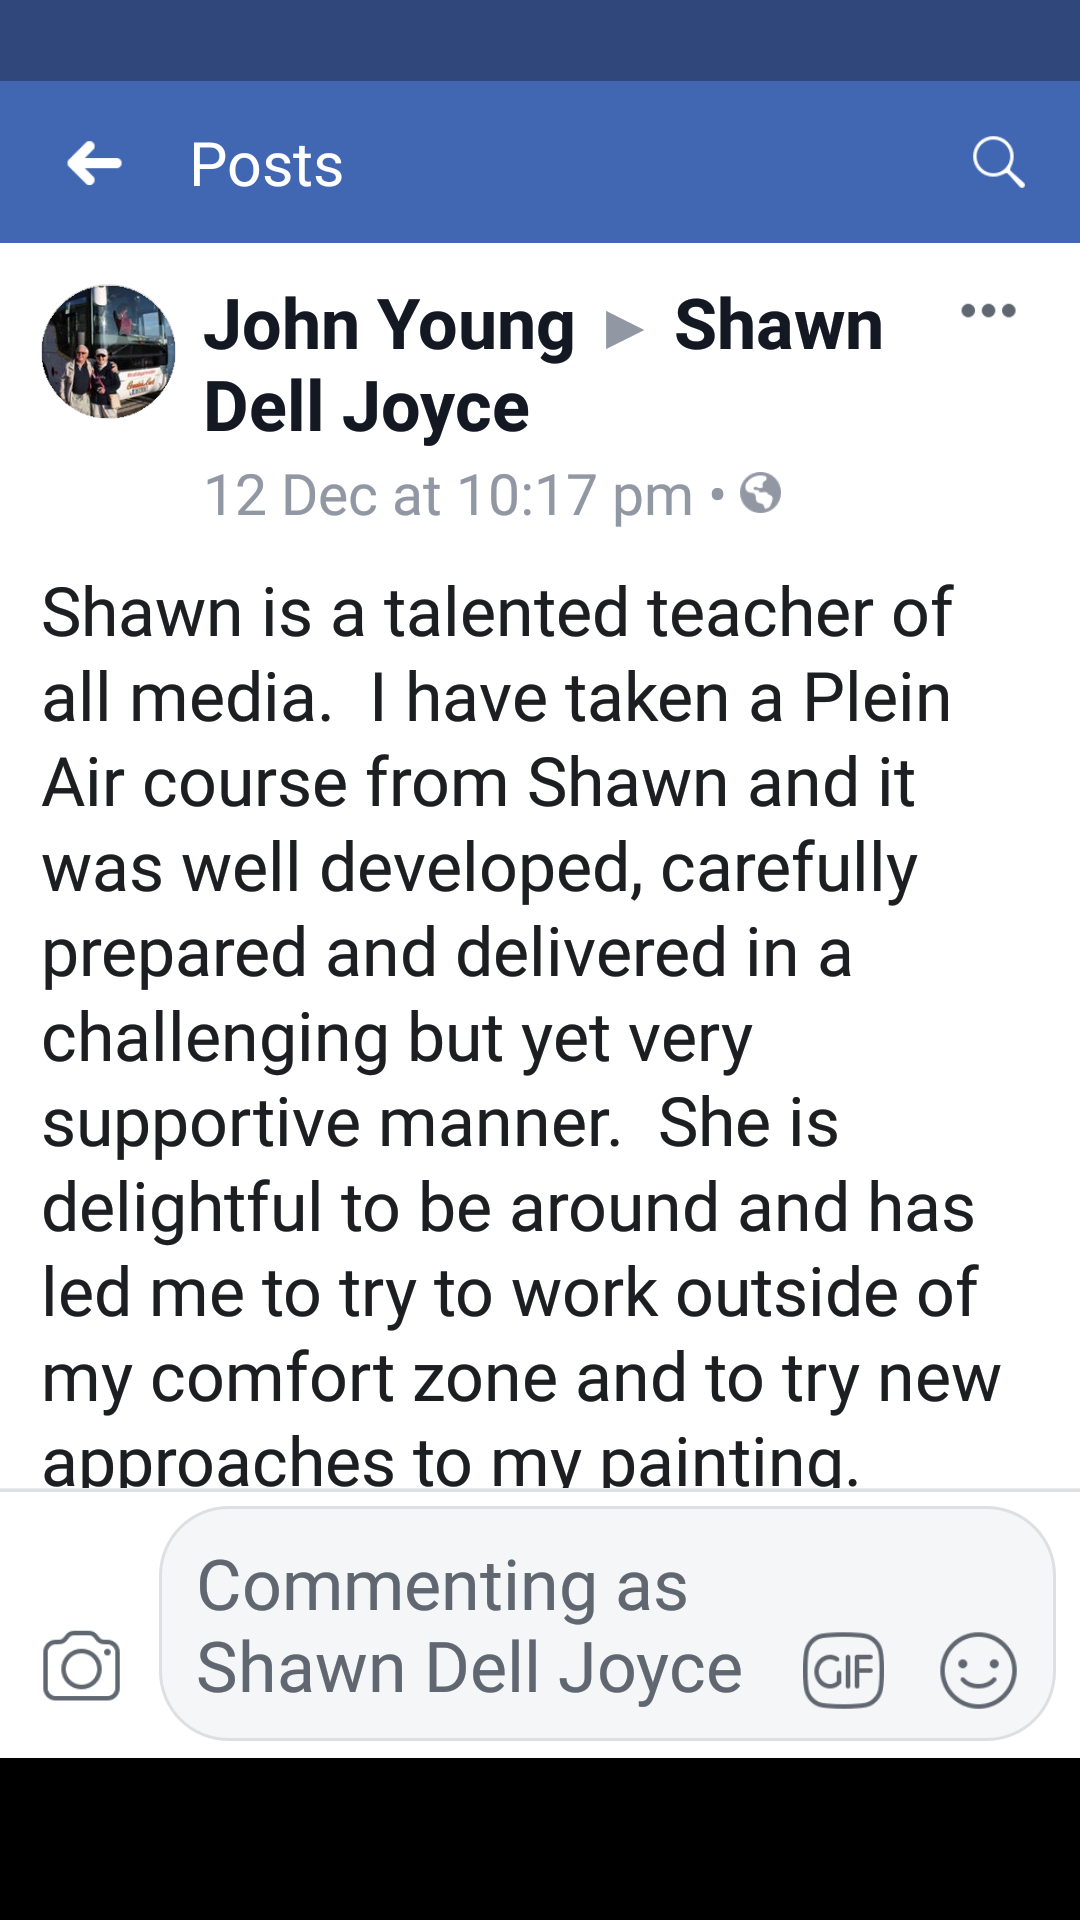 Posts
John Young ▶ Shawn
Dell Joyce
12 Dec at 10:17 pm •
Shawn is a talented teacher of
all media.  I have taken a Plein
Air course from Shawn and it
was well developed, carefully
prepared and delivered in a
challenging but yet very
supportive manner.  She is
delightful to be around and has
led me to try to work outside of
my comfort zone and to try new
approaches to my painting.
Commenting as
Shawn Dell Joyce
GIF